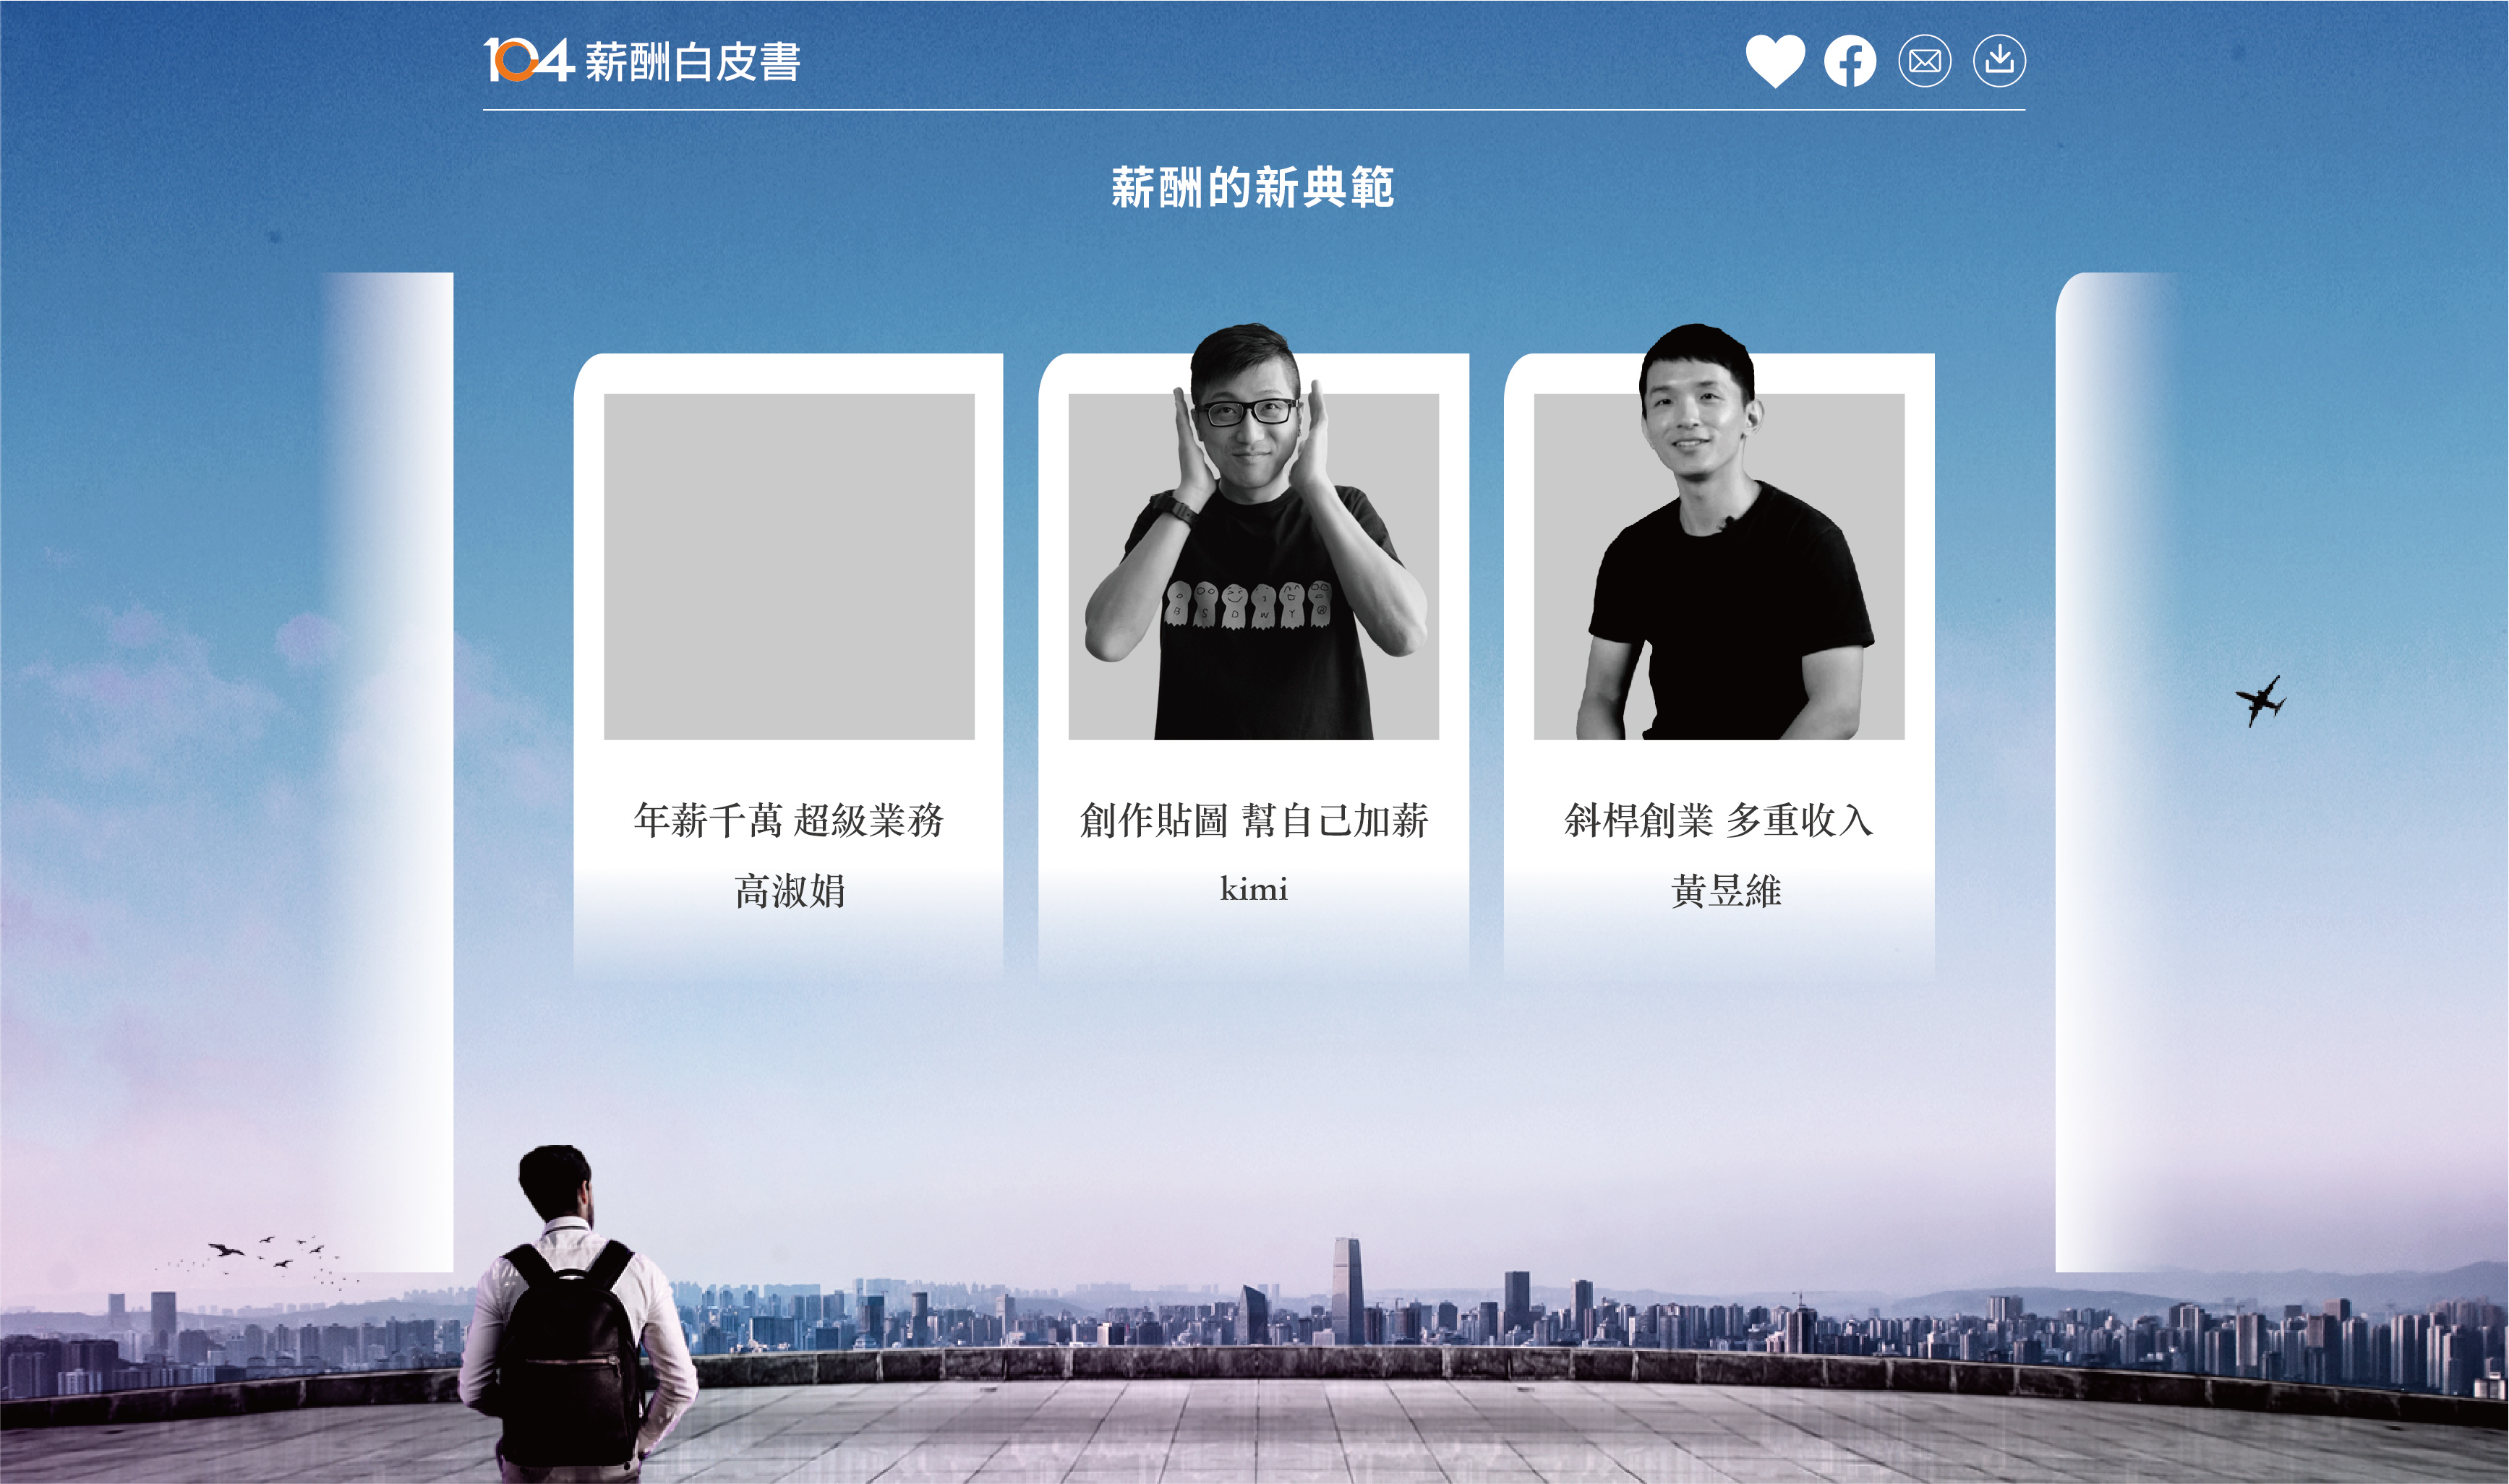 104 薪酬白皮書
薪酬的新典範
B S D W Y @
年薪千萬 超級業務
高淑娟
創作貼圖 幫自己加薪
kimi
斜桿創業 多重收入
黃昱維